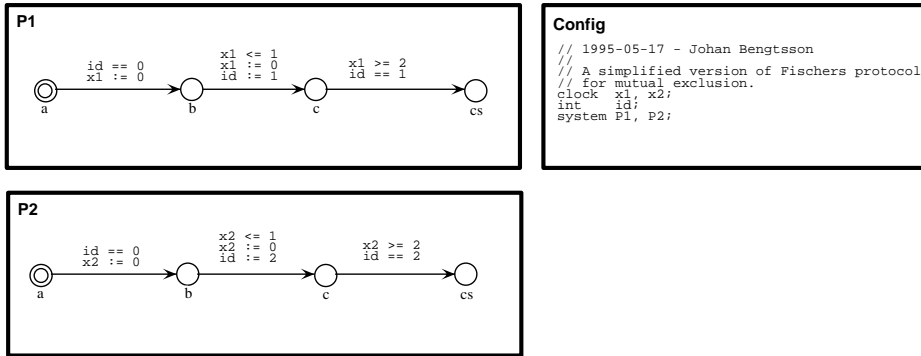 P1
id == 0
x1 := 0
x1 <= 1
x1 := 0
id := 1
x1 >= 2
id == 1
a
b
c
cs
Config
// 1995-05-17 - Johan Bengtsson
//
// A simplified version of Fischers protocol
// for mutual exclusion.
clock x1, x2;
int id;
system P1, P2;
P2
id == 0
x2 := 0
x2 <= 1
x2 := 0
id := 2
x2 >= 2
id == 2
a
b
c
cs